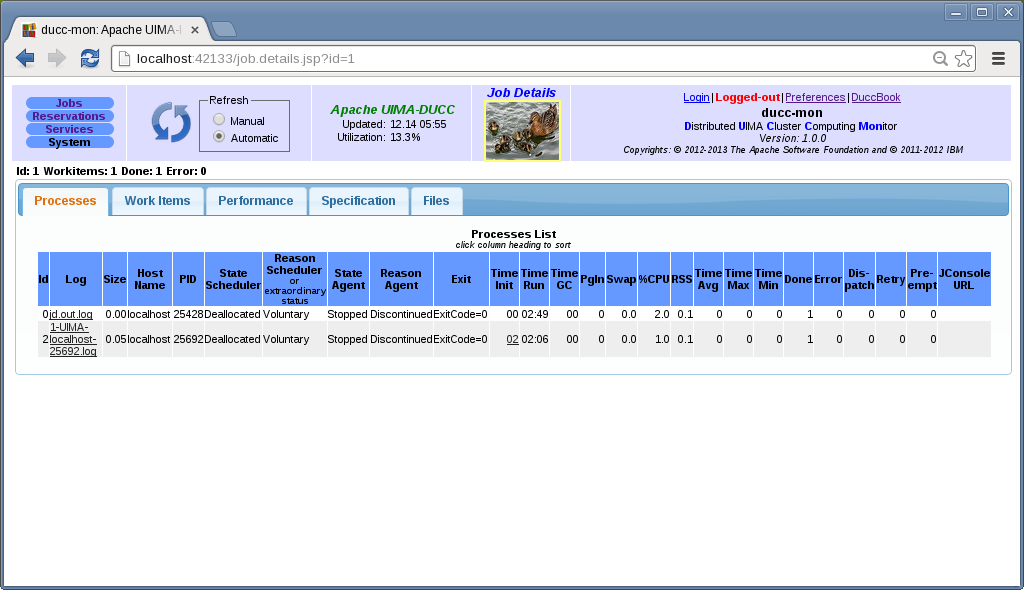 ducc-mon: Apache UIMA-
localhost:42133/job.details.jsp?id=1
Jobs
Reservations
Services
System
Refresh
Manual
Automatic
Apache UIMA-DUCC
Updated: 12.14 05:55
Utilization: 13.3%
Job Details
Login|Logged-out|Preferences|DuccBook
ducc-mon
Distributed UIMA Cluster Computing Monitor
Version: 1.0.0
Copyrights: © 2012-2013 The Apache Software Foundation and © 2011-2012 IBM
Id: 1 Workitems: 1 Done: 1 Error: 0
Processes Work Items Performance Specification Files
Processes List
click column heading to sort
Id Log Size Host Name PID State Scheduler Reason Scheduler or extraordinary status State Agent Reason Agent Exit Time Init Time Run Time GC PgIn Swap %CPU RSS Time Avg Time Max Time Min Done Error Dis-patch Retry Pre-empt JConsole URL
0 jd.out.log 0.00 localhost 25428 Deallocated Voluntary Stopped Discontinued ExitCode=0 00 02:49 00 0 0.0 2.0 0.1 0 0 0 1 0 0 0 0
2 1-UIMA-localhost-25692.log 0.05 localhost 25692 Deallocated Voluntary Stopped Discontinued ExitCode=0 02 02:06 00 0 0.0 1.0 0.1 0 0 0 1 0 0 0 0